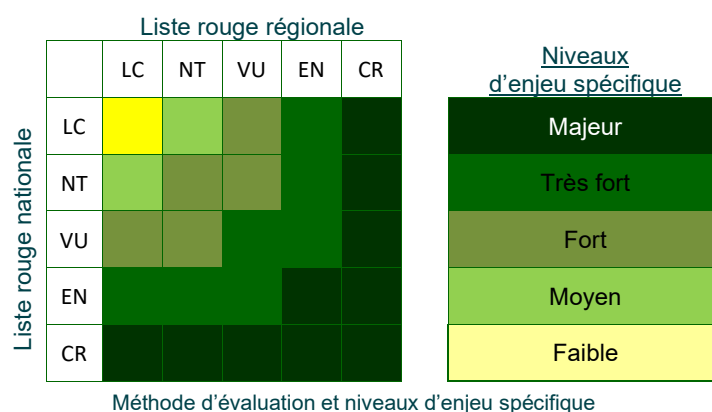 Liste rouge régionale
LC NT VU EN CR
Liste rouge nationale
LC
NT
VU
EN
CR
Niveaux
d'enjeu spécifique
Majeur
Très fort
Fort
Moyen
Faible
Méthode d'évaluation et niveaux d'enjeu spécifique